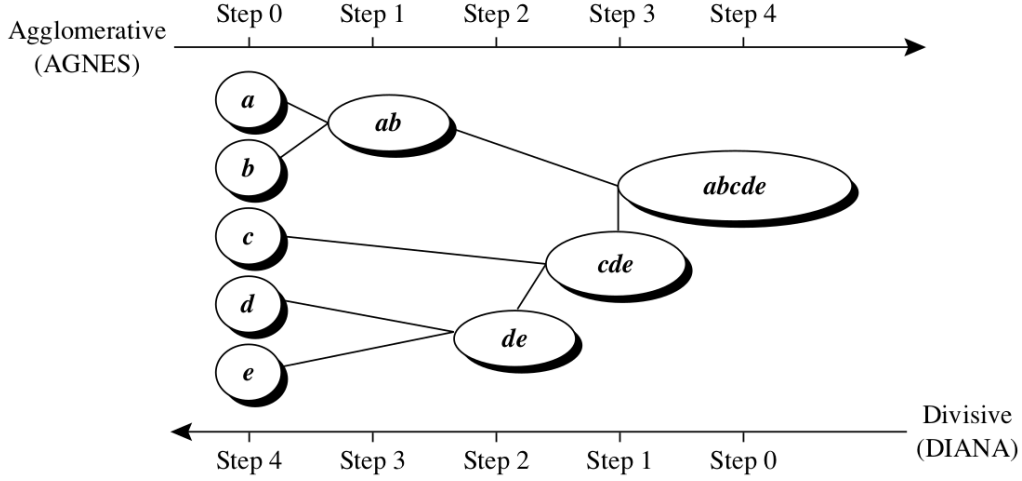 Step 0 Step 1 Step 2 Step 3 Step 4
Agglomerative
(AGNES)
a
ab
b
abcde
c
cde
d
de
e
Divisive
(DIANA)
Step 4 Step 3 Step 2 Step 1 Step 0